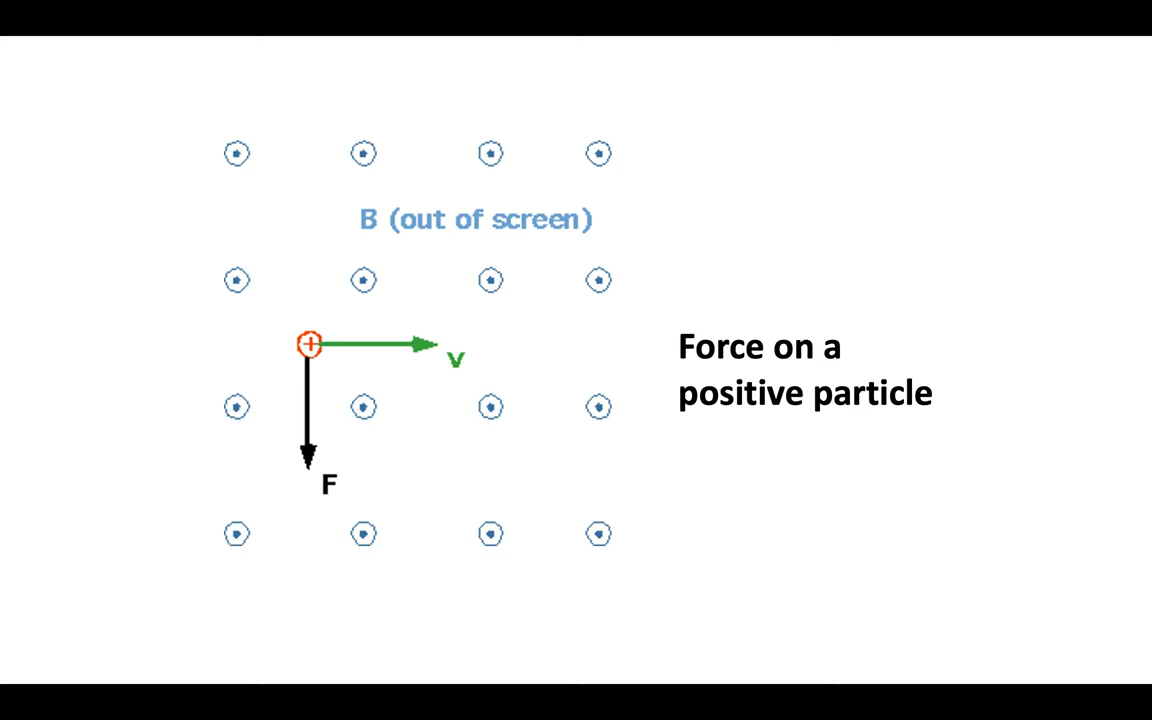 B (out of screen)
+
v
Force on a
positive particle
F